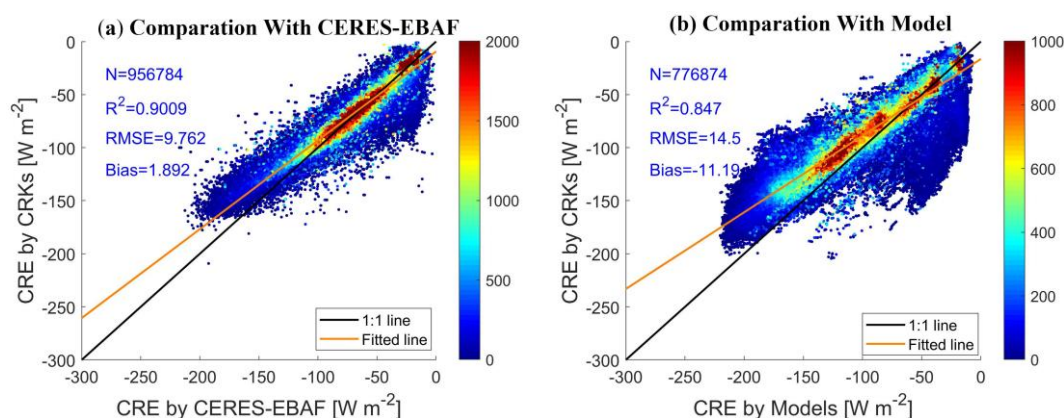 (a) Comparation With CERES-EBAF
0
-50
-100
-150
-200
-250
-300
CRE by CRKs [W m-2]
N=956784
R2=0.9009
RMSE=9.762
Bias=1.892
1:1 line
Fitted line
-300 -250 -200 -150 -100 -50 0
CRE by CERES-EBAF [W m-2]
2000
1500
1000
500
0
(b) Comparation With Model
0
-50
-100
-150
-200
-250
-300
CRE by CRKs [W m-2]
N=776874
R2=0.847
RMSE=14.5
Bias=-11.19
1:1 line
Fitted line
-300 -250 -200 -150 -100 -50 0
CRE by Models [W m-2]
1000
800
600
400
200
0